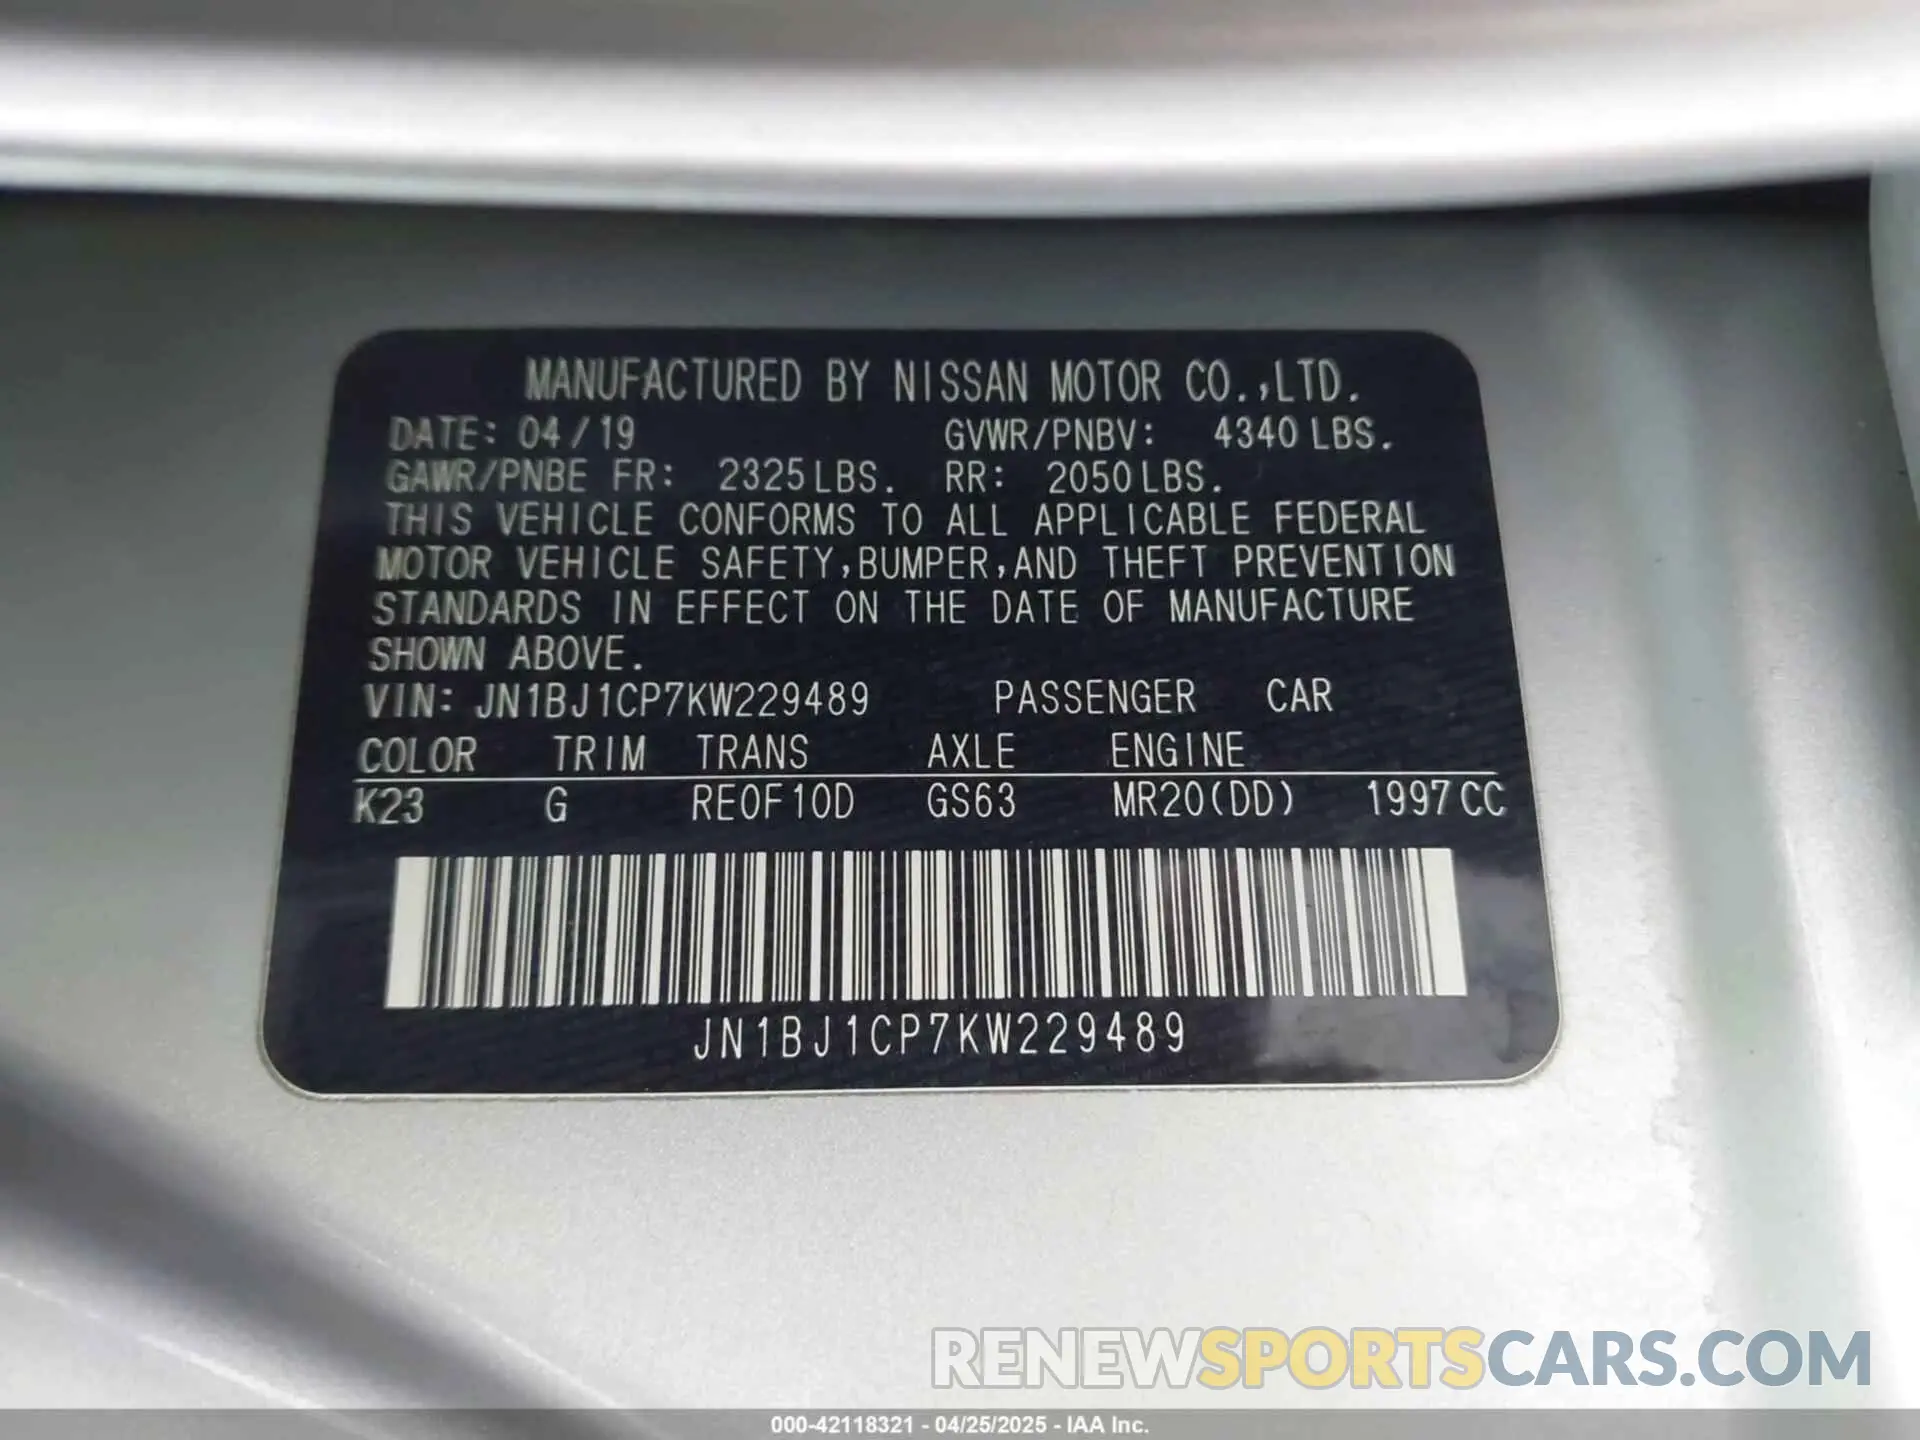 MANUFACTURED BY NISSAN MOTOR CO.,LTD.
DATE: 04/19 GVWR/PNBV: 4340 LBS.
GAWR/PNBE FR: 2325 LBS. RR: 2050 LBS.
THIS VEHICLE CONFORMS TO ALL APPLICABLE FEDERAL
MOTOR VEHICLE SAFETY,BUMPER,AND THEFT PREVENTION
STANDARDS IN EFFECT ON THE DATE OF MANUFACTURE
SHOWN ABOVE.
VIN: JN1BJ1CP7KW229489 PASSENGER CAR
COLOR TRIM TRANS AXLE ENGINE
K23 G RE0F10D GS63 MR20(DD) 1997 CC
JN1BJ1CP7KW229489
RENEWSPORTSCARS.COM
000-42118321 - 04/25/2025 - IAA Inc.